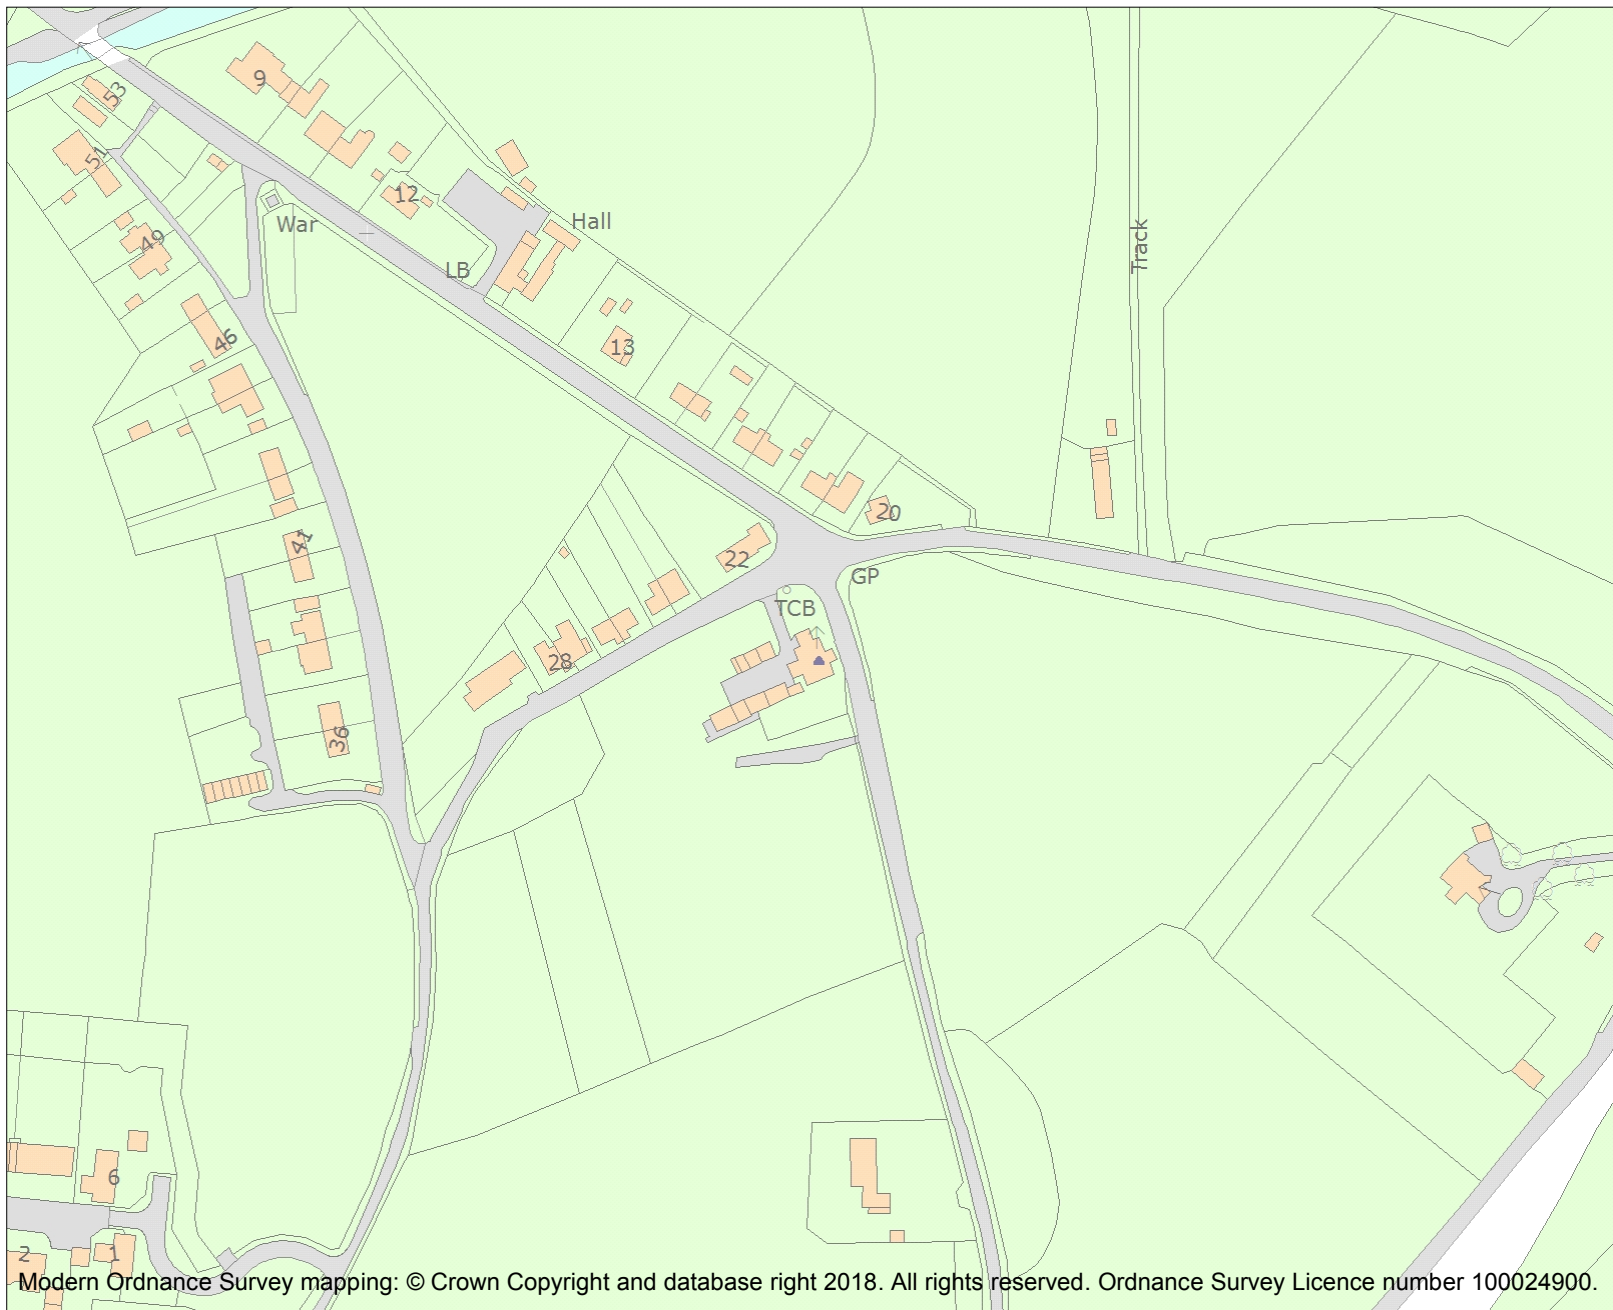 9
53
51
12
War
Hall
49
LB
Track
46
13
20
41
22
GP
TCB
28
36
6
2
1
Modern Ordnance Survey mapping: © Crown Copyright and database right 2018. All rights reserved. Ordnance Survey Licence number 100024900.